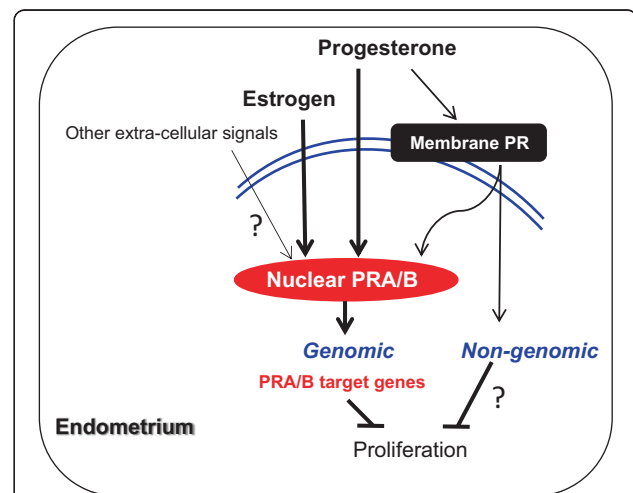 Progesterone
Estrogen
Other extra-cellular signals
Membrane PR
?
Nuclear PRA/B
Genomic
Non-genomic
PRA/B target genes
?
Endometrium
Proliferation